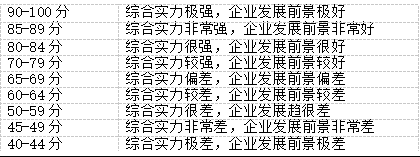 90-100 分 综合实力极强，企业发展前景极好
85-89 分 综合实力非常强，企业发展前景非常好
80-84 分 综合实力很强，企业发展前景很好
70-79 分 综合实力较强，企业发展前景较好
65-69 分 综合实力偏差，企业发展前景偏差
60-64 分 综合实力较差，企业发展前景较差
50-59 分 综合实力很差，企业发展趋很差
45-49 分 综合实力非常差，企业发展前景非常差
40-44 分 综合实力极差，企业发展前景极差